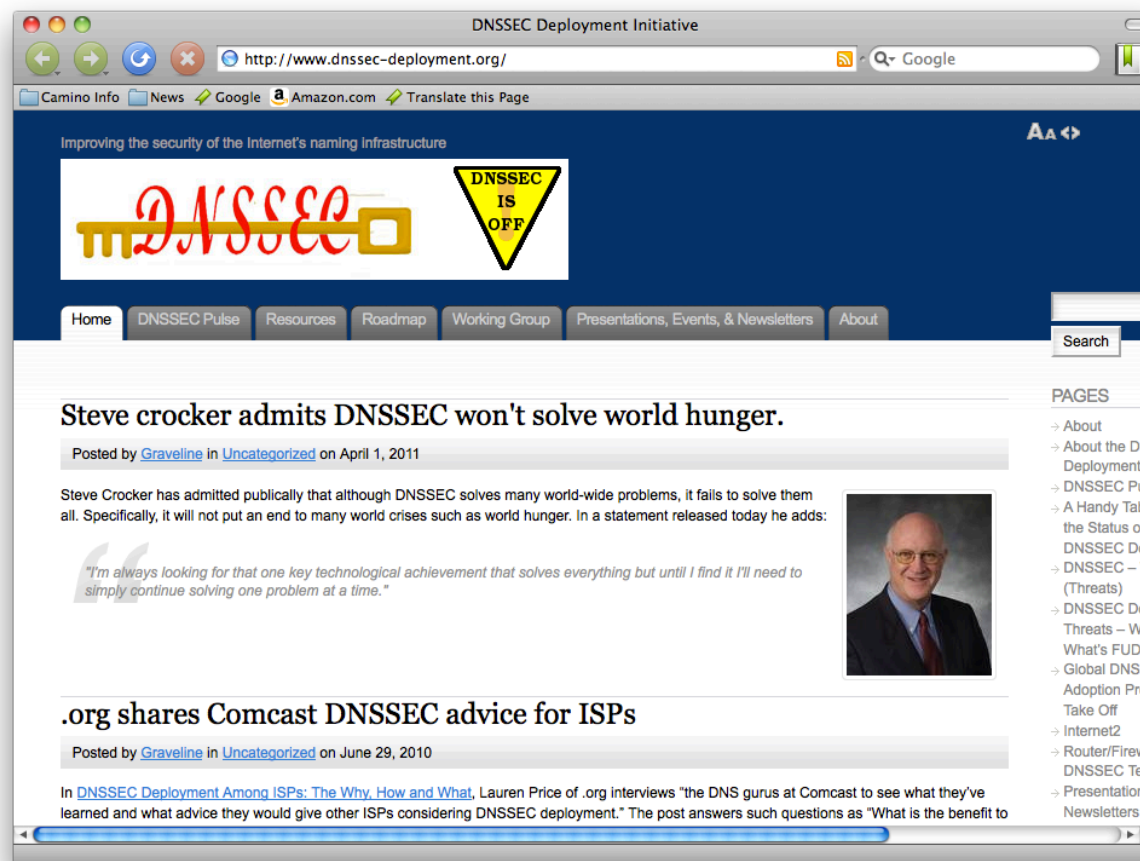 DNSSEC Deployment Initiative
http://www.dnssec-deployment.org/
Google
Camino Info News Google Amazon.com Translate this Page
Improving the security of the Internet's naming infrastructure
AA
DNSSEC
DNSSEC
IS
OFF
Home DNSSEC Pulse Resources Roadmap Working Group Presentations, Events, & Newsletters About
Search
Steve crocker admits DNSSEC won't solve world hunger.
Posted by Graveline in Uncategorized on April 1, 2011
Steve Crocker has admitted publically that although DNSSEC solves many world-wide problems, it fails to solve them
all. Specifically, it will not put an end to many world crises such as world hunger. In a statement released today he adds:
"I'm always looking for that one key technological achievement that solves everything but until I find it I'll need to
simply continue solving one problem at a time."
.org shares Comcast DNSSEC advice for ISPs
Posted by Graveline in Uncategorized on June 29, 2010
In DNSSEC Deployment Among ISPs: The Why, How and What, Lauren Price of .org interviews “the DNS gurus at Comcast to see what they've
learned and what advice they would give other ISPs considering DNSSEC deployment.” The post answers such questions as “What is the benefit to
PAGES
About
About the D
Deployment
DNSSEC Pu
A Handy Tal
the Status o
DNSSEC De
DNSSEC –
(Threats)
DNSSEC De
Threats – W
What's FUD
Global DNS
Adoption Pr
Take Off
Internet2
Router/Firew
DNSSEC Te
Presentation
Newsletters